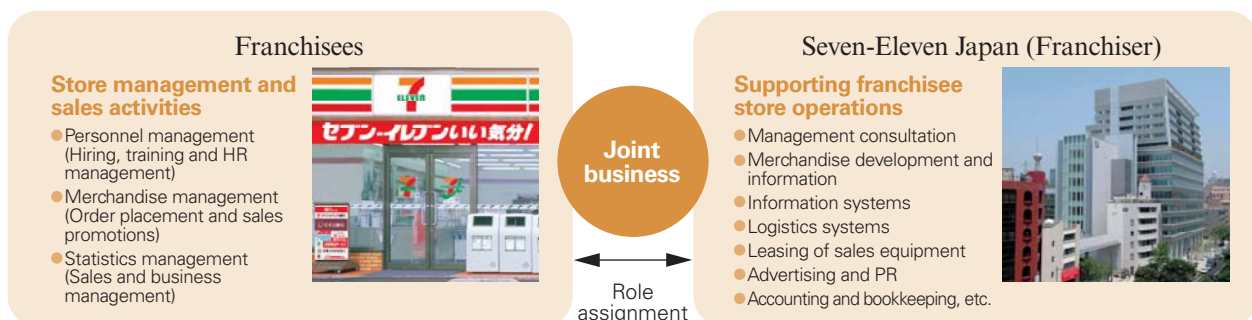 Franchisees
Store management and
sales activities
●Personnel management
(Hiring, training and HR
management)
●Merchandise management
(Order placement and sales
promotions)
●Statistics management
(Sales and business
management)
7
ELEVEN
セブン-イレブンいい気分!
Joint
business
Role
assignment
Seven-Eleven Japan (Franchiser)
Supporting franchisee
store operations
●Management consultation
●Merchandise development and
information
●Information systems
●Logistics systems
●Leasing of sales equipment
●Advertising and PR
●Accounting and bookkeeping, etc.